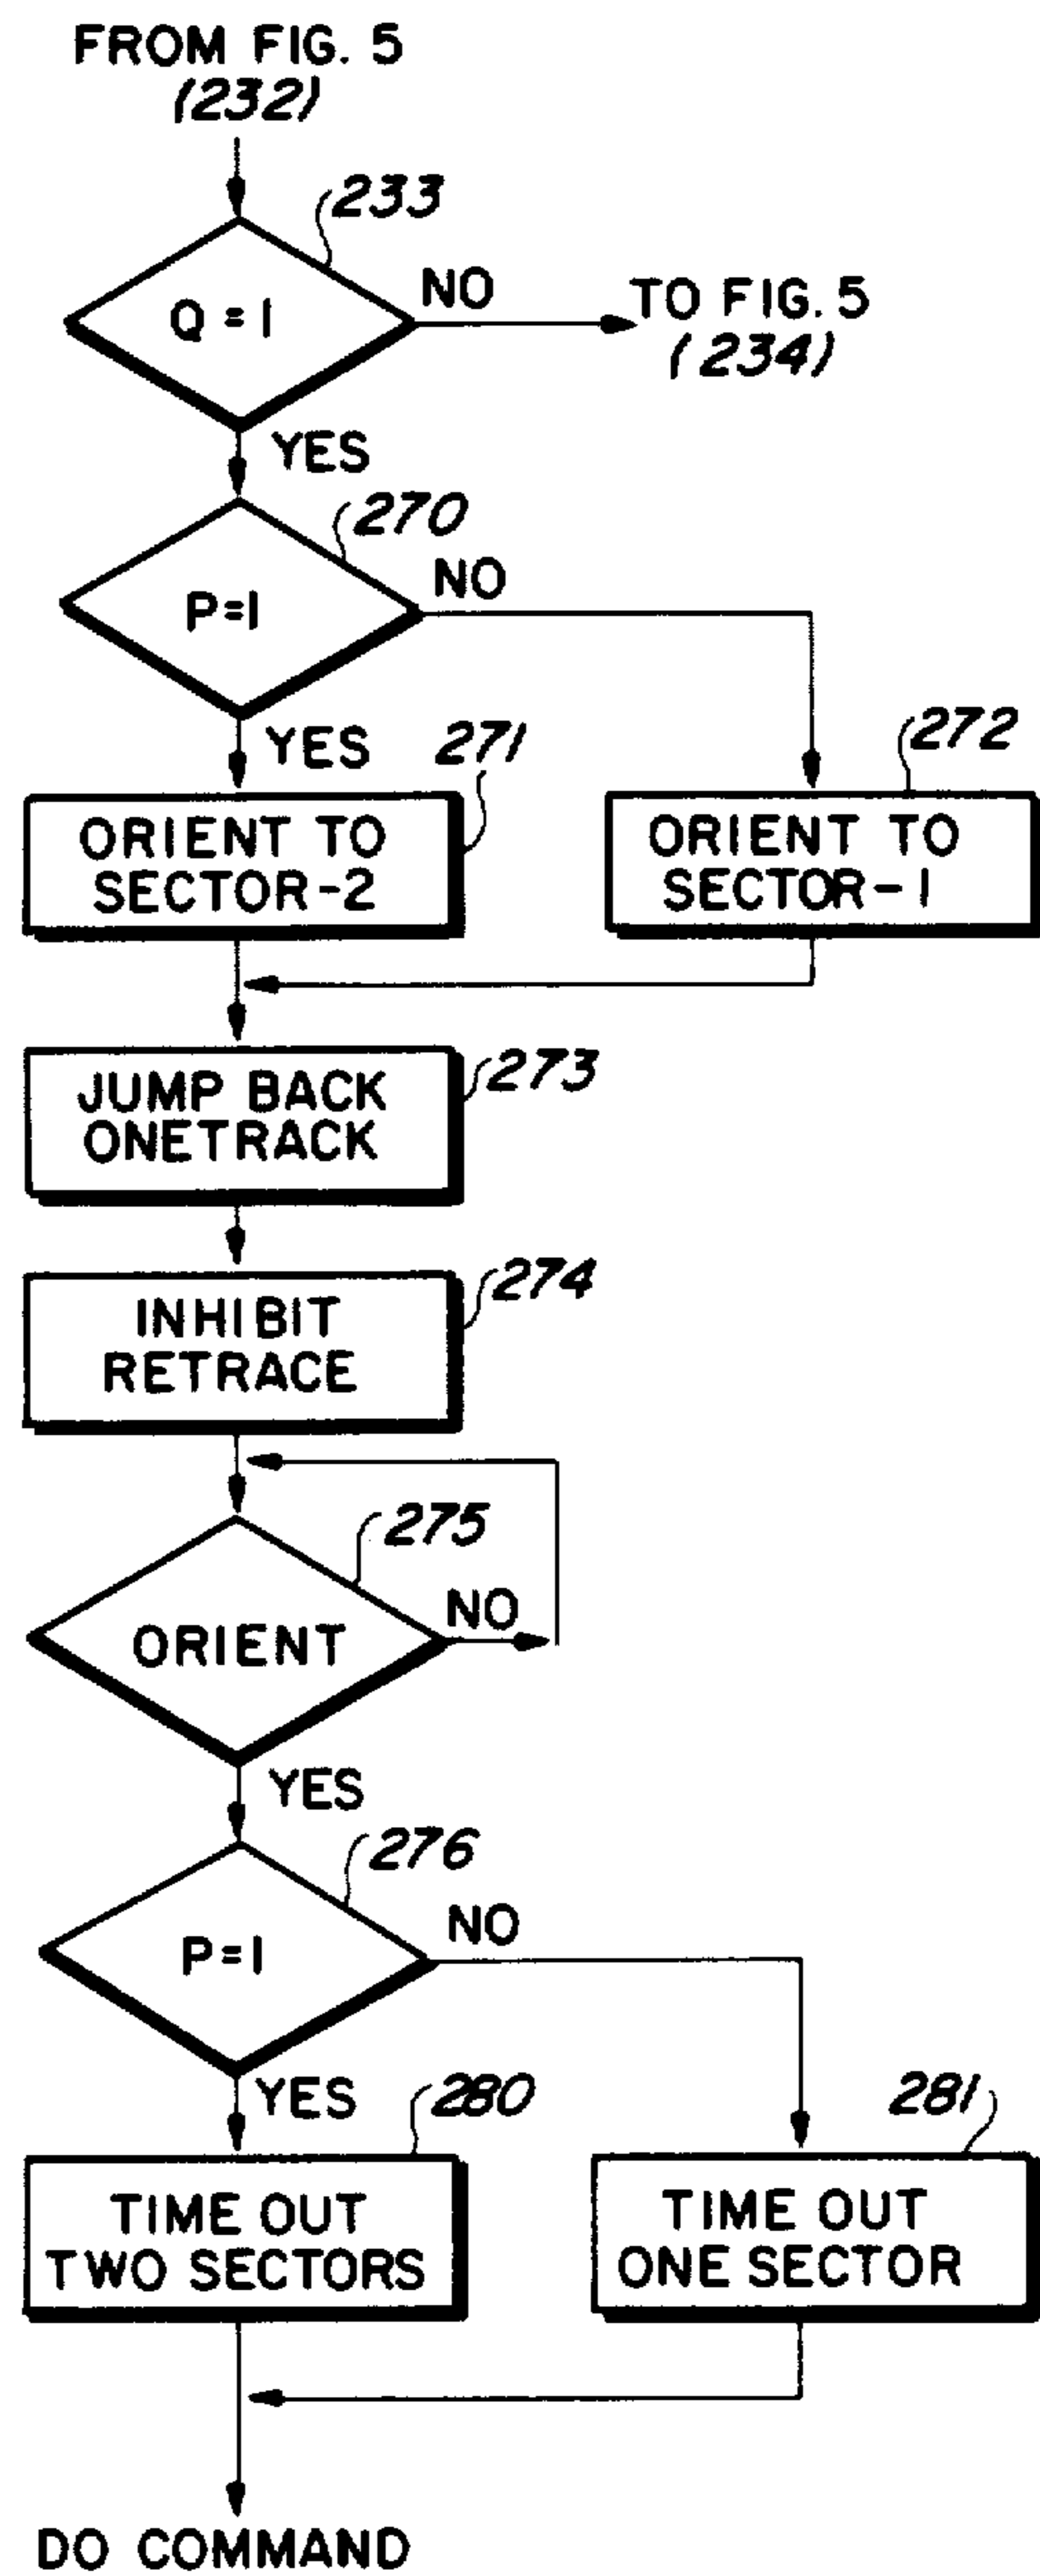 FROM FIG. 5
(232)
233
Q = 1
NO
TO FIG. 5
(234)
YES
270
P=1
NO
YES
271
272
ORIENT TO
SECTOR-2
ORIENT TO
SECTOR-1
JUMP BACK
ONETRACK
273
INHIBIT
RETRACE
274
275
ORIENT
NO
YES
276
P=1
NO
YES
280
281
TIME OUT
TWO SECTORS
TIME OUT
ONE SECTOR
DO COMMAND